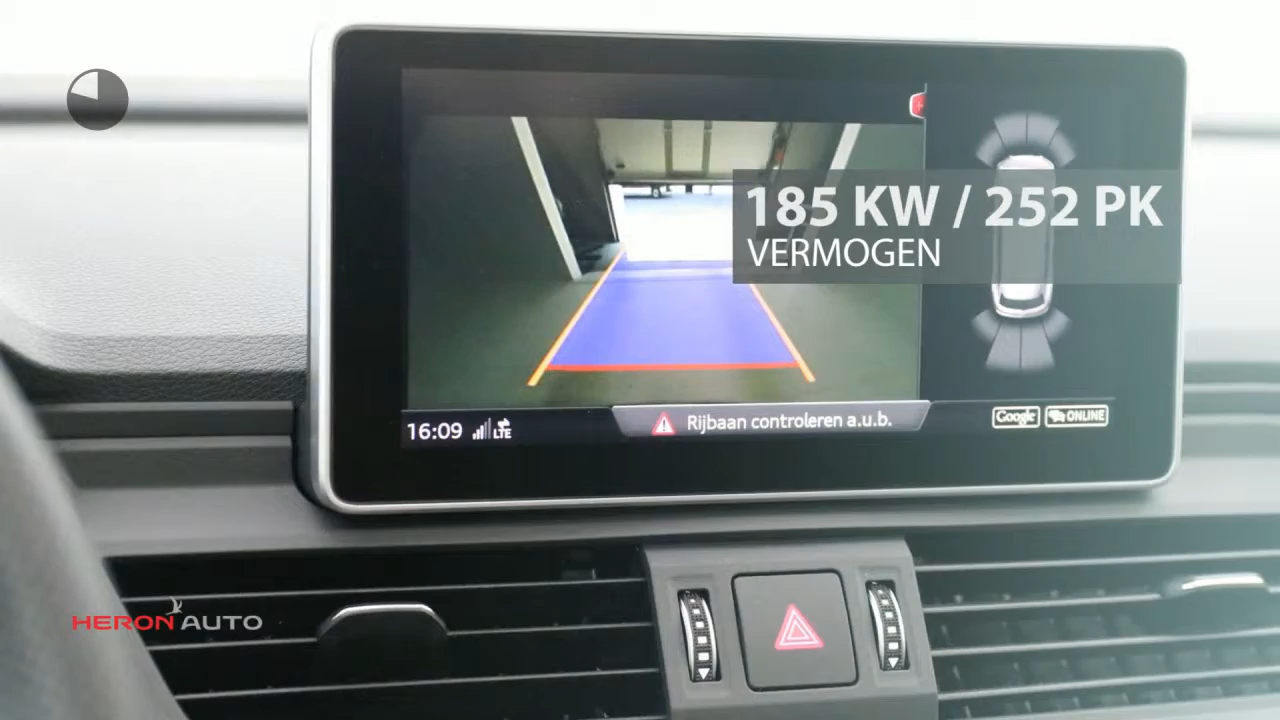 185 KW / 252 PK
VERMOGEN
16:09 LTE
Rijbaan controleren a.u.b.
Google ONLINE
HERON AUTO